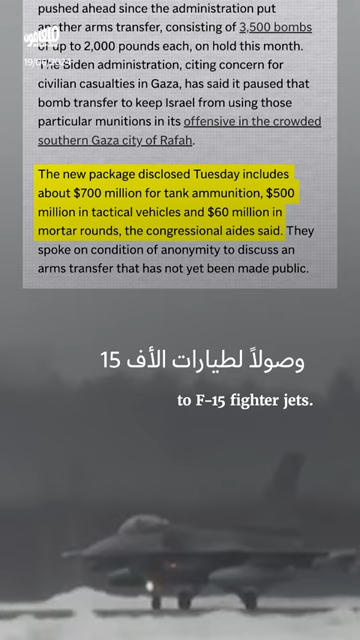 pushed ahead since the administration put
another arms transfer, consisting of 3,500 bombs
of up to 2,000 pounds each, on hold this month.
The Biden administration, citing concern for
civilian casualties in Gaza, has said it paused that
bomb transfer to keep Israel from using those
particular munitions in its offensive in the crowded
southern Gaza city of Rafah.
The new package disclosed Tuesday includes
about $700 million for tank ammunition, $500
million in tactical vehicles and $60 million in
mortar rounds, the congressional aides said. They
spoke on condition of anonymity to discuss an
arms transfer that has not yet been made public.
وصولاً لطيارات الأف 15
to F-15 fighter jets.